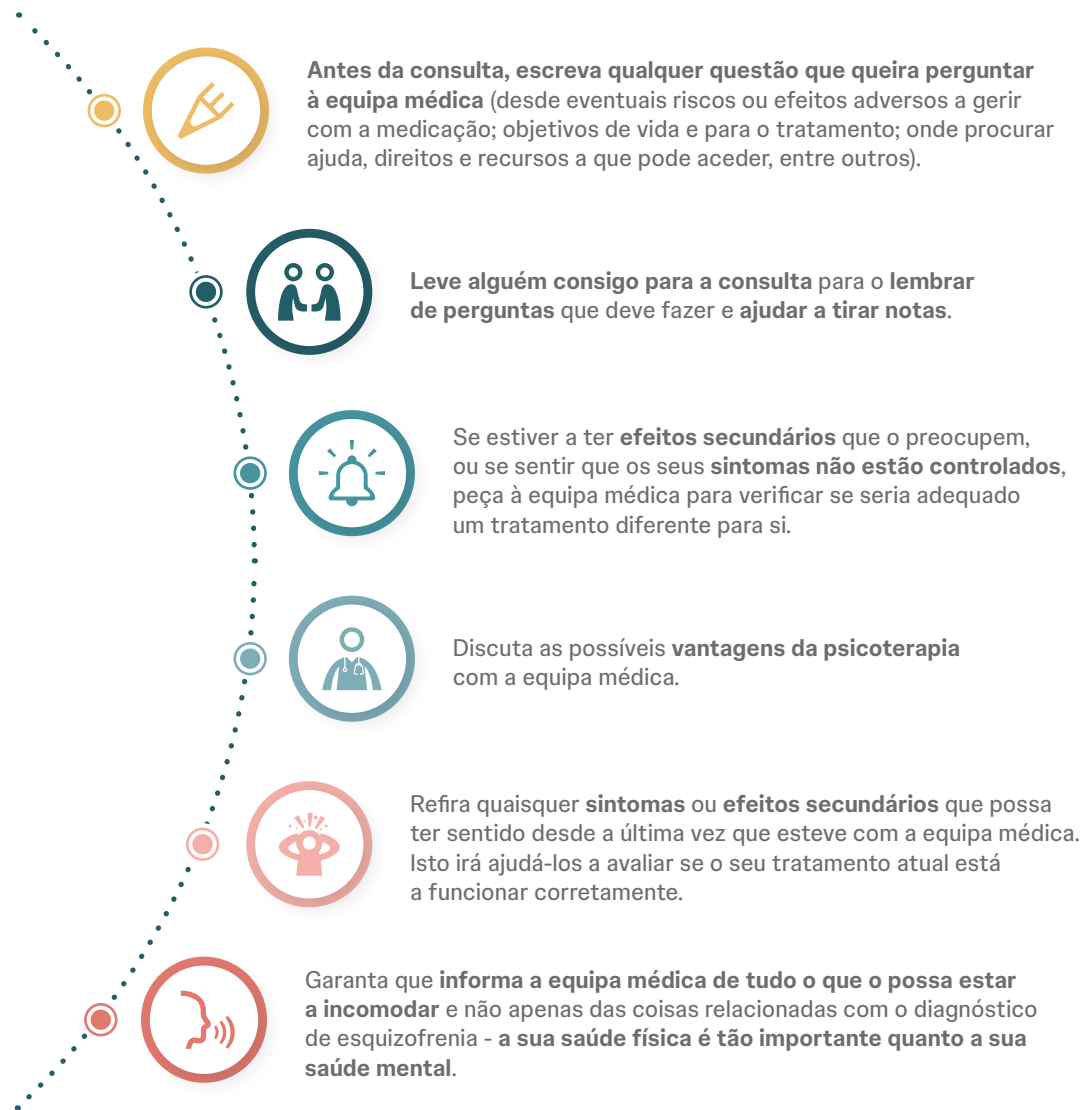 Antes da consulta, escreva qualquer questão que queira perguntar
à equipa médica (desde eventuais riscos ou efeitos adversos a gerir
com a medicação; objetivos de vida e para o tratamento; onde procurar
ajuda, direitos e recursos a que pode aceder, entre outros).
Leve alguém consigo para a consulta para o lembrar
de perguntas que deve fazer e ajudar a tirar notas.
Se estiver a ter efeitos secundários que o preocupem,
ou se sentir que os seus sintomas não estão controlados,
peça à equipa médica para verificar se seria adequado
um tratamento diferente para si.
Discuta as possíveis vantagens da psicoterapia
com a equipa médica.
Refira quaisquer sintomas ou efeitos secundários que possa
ter sentido desde a última vez que esteve com a equipa médica.
Isto irá ajudá-los a avaliar se o seu tratamento atual está
a funcionar corretamente.
Garanta que informa a equipa médica de tudo o que o possa estar
a incomodar e não apenas das coisas relacionadas com o diagnóstico
de esquizofrenia - a sua saúde física é tão importante quanto a sua
saúde mental.